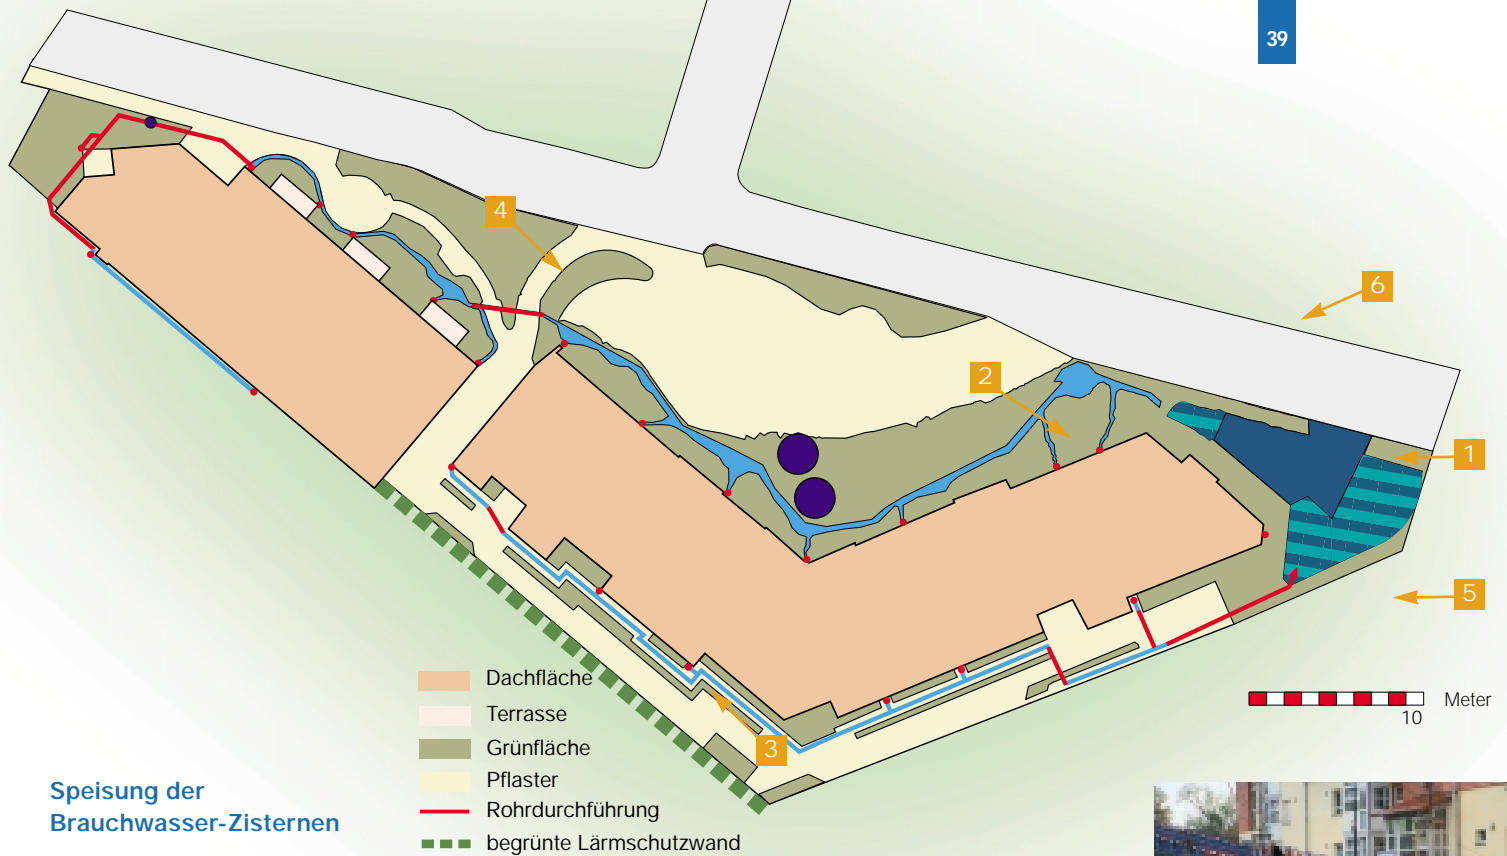 39
4
6
2
1
5
3
Dachfläche
Terrasse
Grünfläche
Pflaster
Rohrdurchführung
begrünte Lärmschutzwand
Meter
10
Speisung der
Brauchwasser-Zisternen